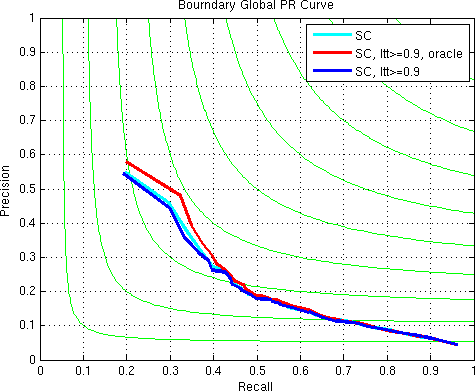 Bourndary Global PR Curve
SC
SC, ltt>=0.9, oracle
SC, ltt>=0.9
1
0.9
0.8
0.7
0.6
0.5
0.4
0.3
0.2
0.1
0
Precision
0 0.1 0.2 0.3 0.4 0.5 0.6 0.7 0.8 0.9
Recall